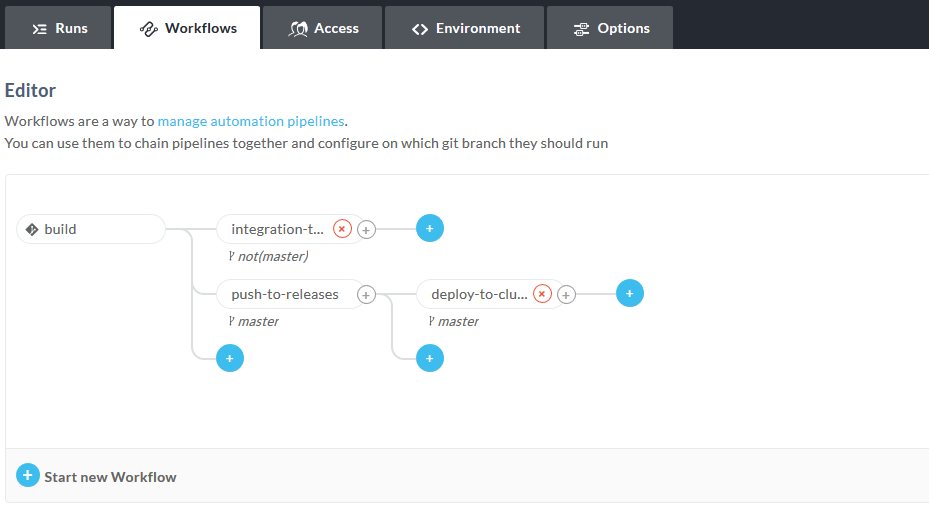 Runs
Workflows
Access
Environment
Options
Editor
Workflows are a way to manage automation pipelines.
You can use them to chain pipelines together and configure on which git branch they should run
build
integration-t...
not(master)
push-to-releases
deploy-to-clu...
master
master
Start new Workflow